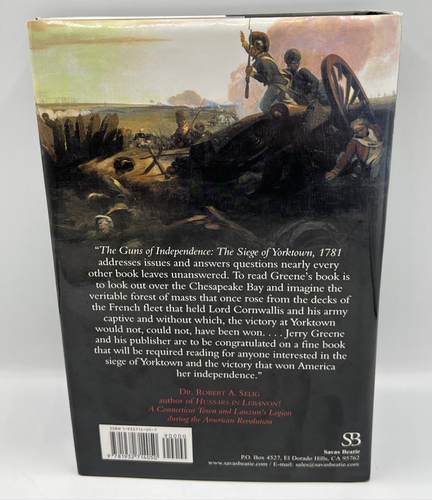 "The Guns of Independence: The Siege of Yorktown, 1781
addresses issues and answers questions nearly every
other book leaves unanswered. To read Greene's book is
to look out over the Chesapeake Bay and imagine the
veritable forest of masts that once rose from the decks of
the French fleet that held Lord Cornwallis and his army
captive and without which, the victory at Yorktown
would not, could not, have been won. . . . Jerry Greene
and his publisher are to be congratulated on a fine book
that will be required reading for anyone interested in the
siege of Yorktown and the victory that won America
her independence."
DR. ROBERT A. SELIG
author of HUSSARS IN LEBANON!
A Connecticut Town and Lauzun's Legion
during the American Revolution
90000
SB
Savas Beatie
P.O. Box 4527, El Dorado Hills, CA 95762
www.savasbeatie.com / E-mail: sales@savasbeatie.com